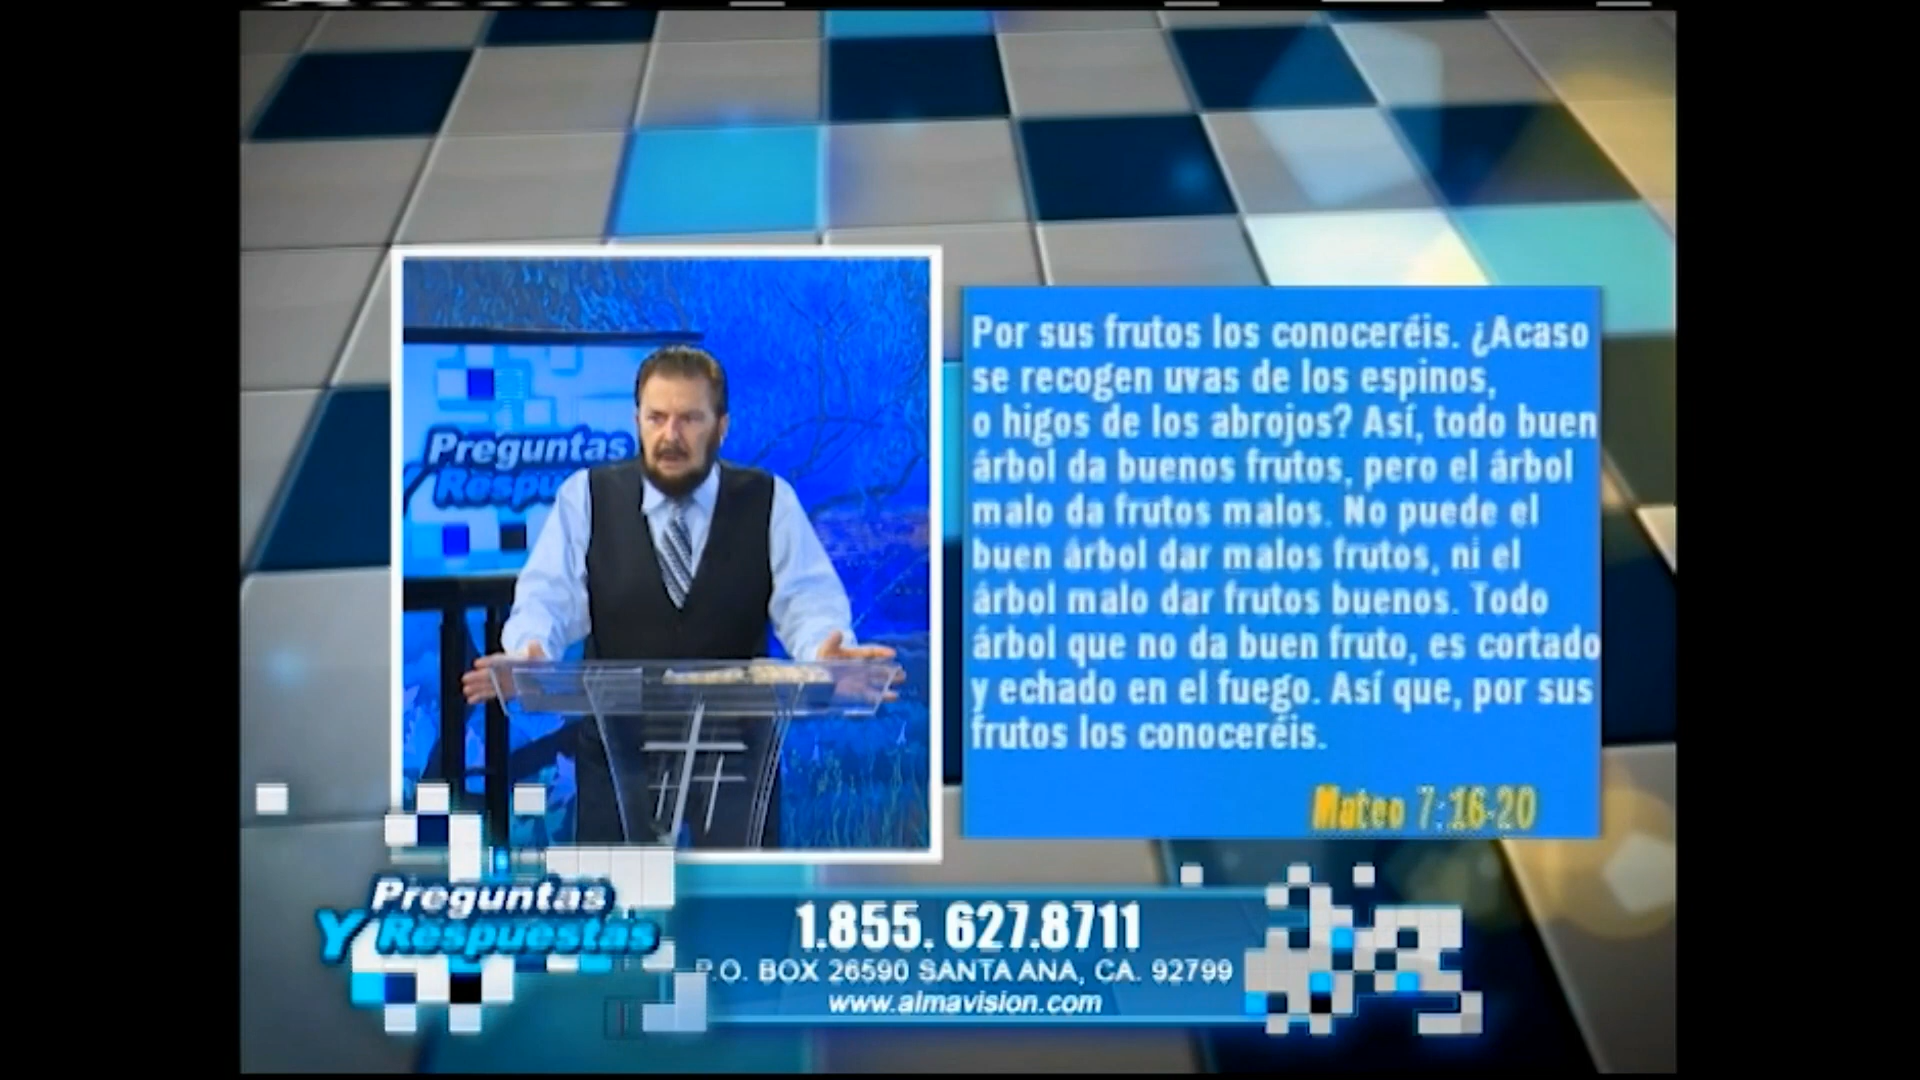 Preguntas
Y Respu
Por sus frutos los conoceréis. ¿Acaso
se recogen uvas de los espinos,
o higos de los abrojos? Así, todo buen
árbol da buenos frutos, pero el árbol
malo da frutos malos. No puede el
buen árbol dar malos frutos, ni el
árbol malo dar frutos buenos. Todo
árbol que no da buen fruto, es cortado
y echado en el fuego. Así que, por sus
frutos los conoceréis.
Mateo 7:16-20
Preguntas
Y Respuestas
1.855. 627.8711
P.O. BOX 26590 SANTA ANA, CA. 92799
www.almavision.com